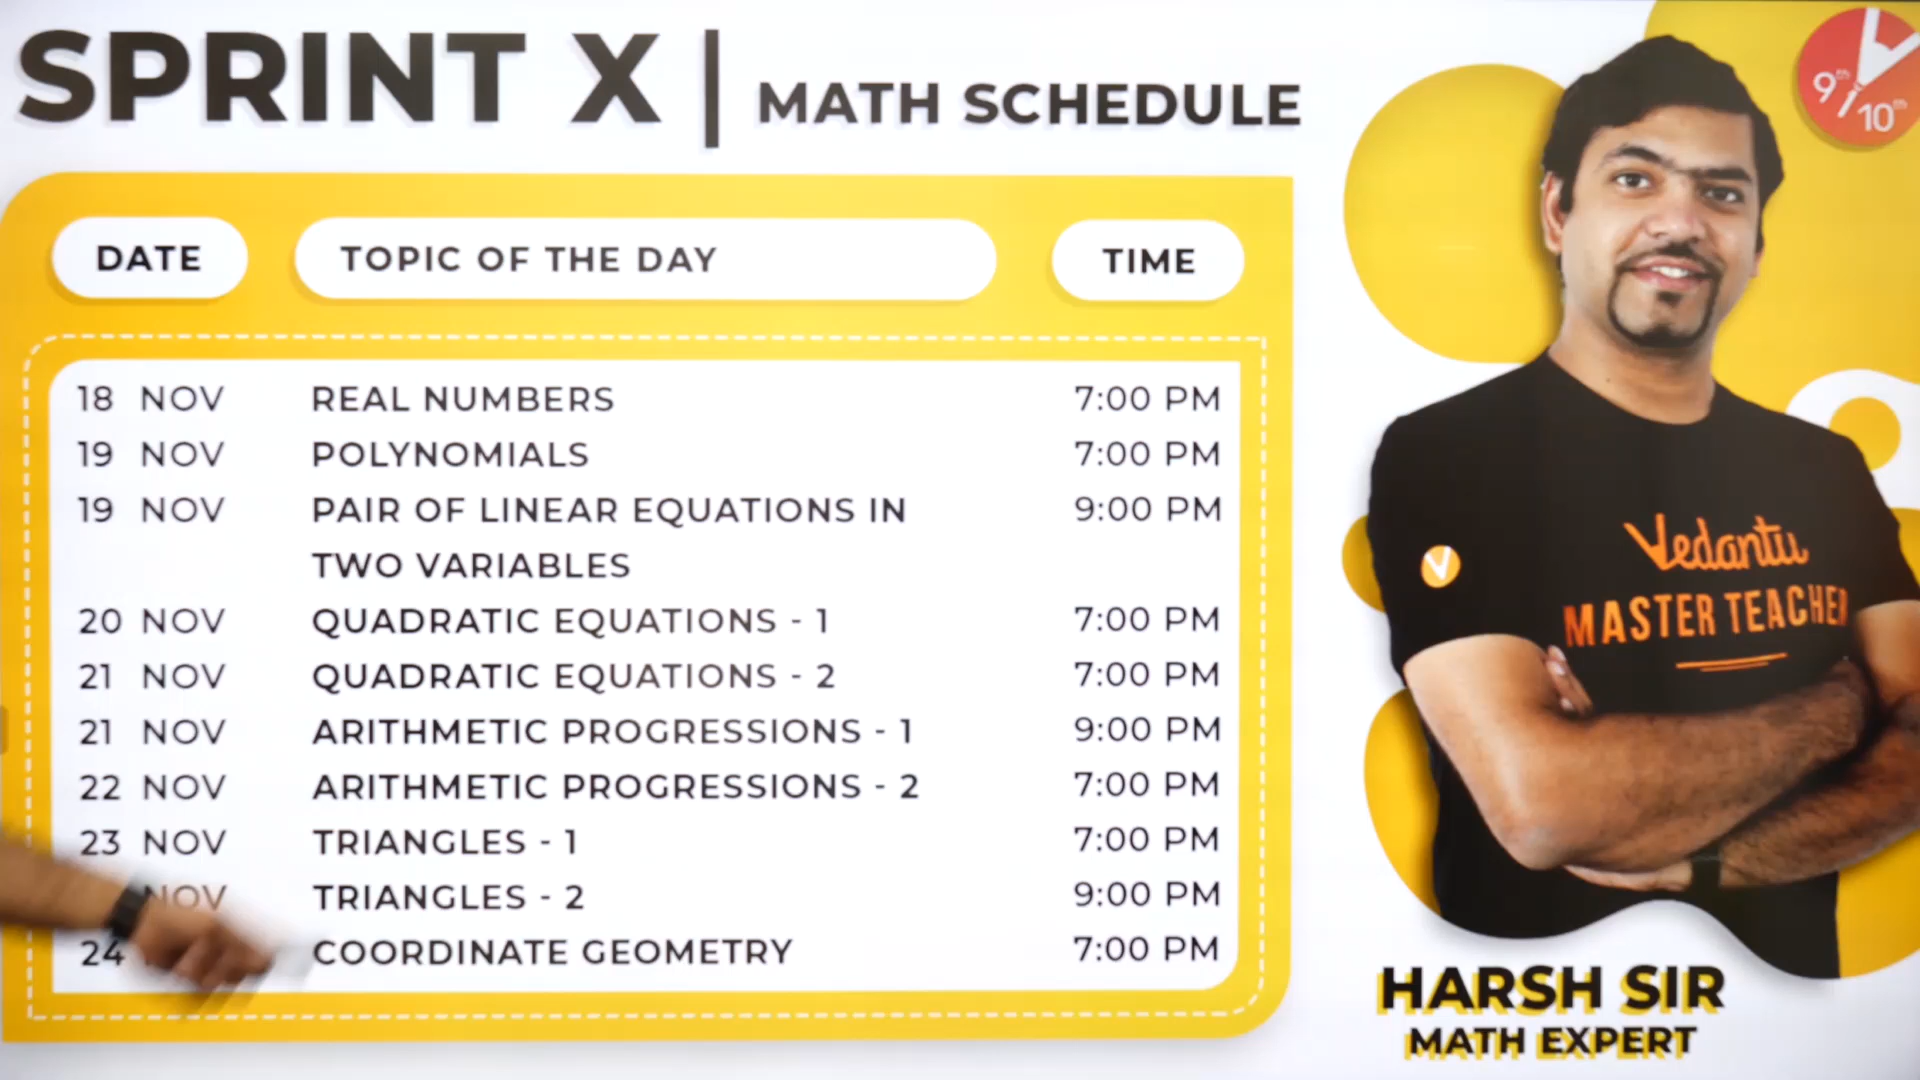 SPRINT X | MATH SCHEDULE
9th 10th
DATE TOPIC OF THE DAY TIME
18 NOV REAL NUMBERS 7:00 PM
19 NOV POLYNOMIALS 7:00 PM
19 NOV PAIR OF LINEAR EQUATIONS IN 9:00 PM
TWO VARIABLES
20 NOV QUADRATIC EQUATIONS - 1 7:00 PM
21 NOV QUADRATIC EQUATIONS - 2 7:00 PM
21 NOV ARITHMETIC PROGRESSIONS - 1 9:00 PM
22 NOV ARITHMETIC PROGRESSIONS - 2 7:00 PM
23 NOV TRIANGLES - 1 7:00 PM
NOV TRIANGLES - 2 9:00 PM
24 COORDINATE GEOMETRY 7:00 PM
Vedantu
MASTER TEACHER
HARSH SIR
MATH EXPERT